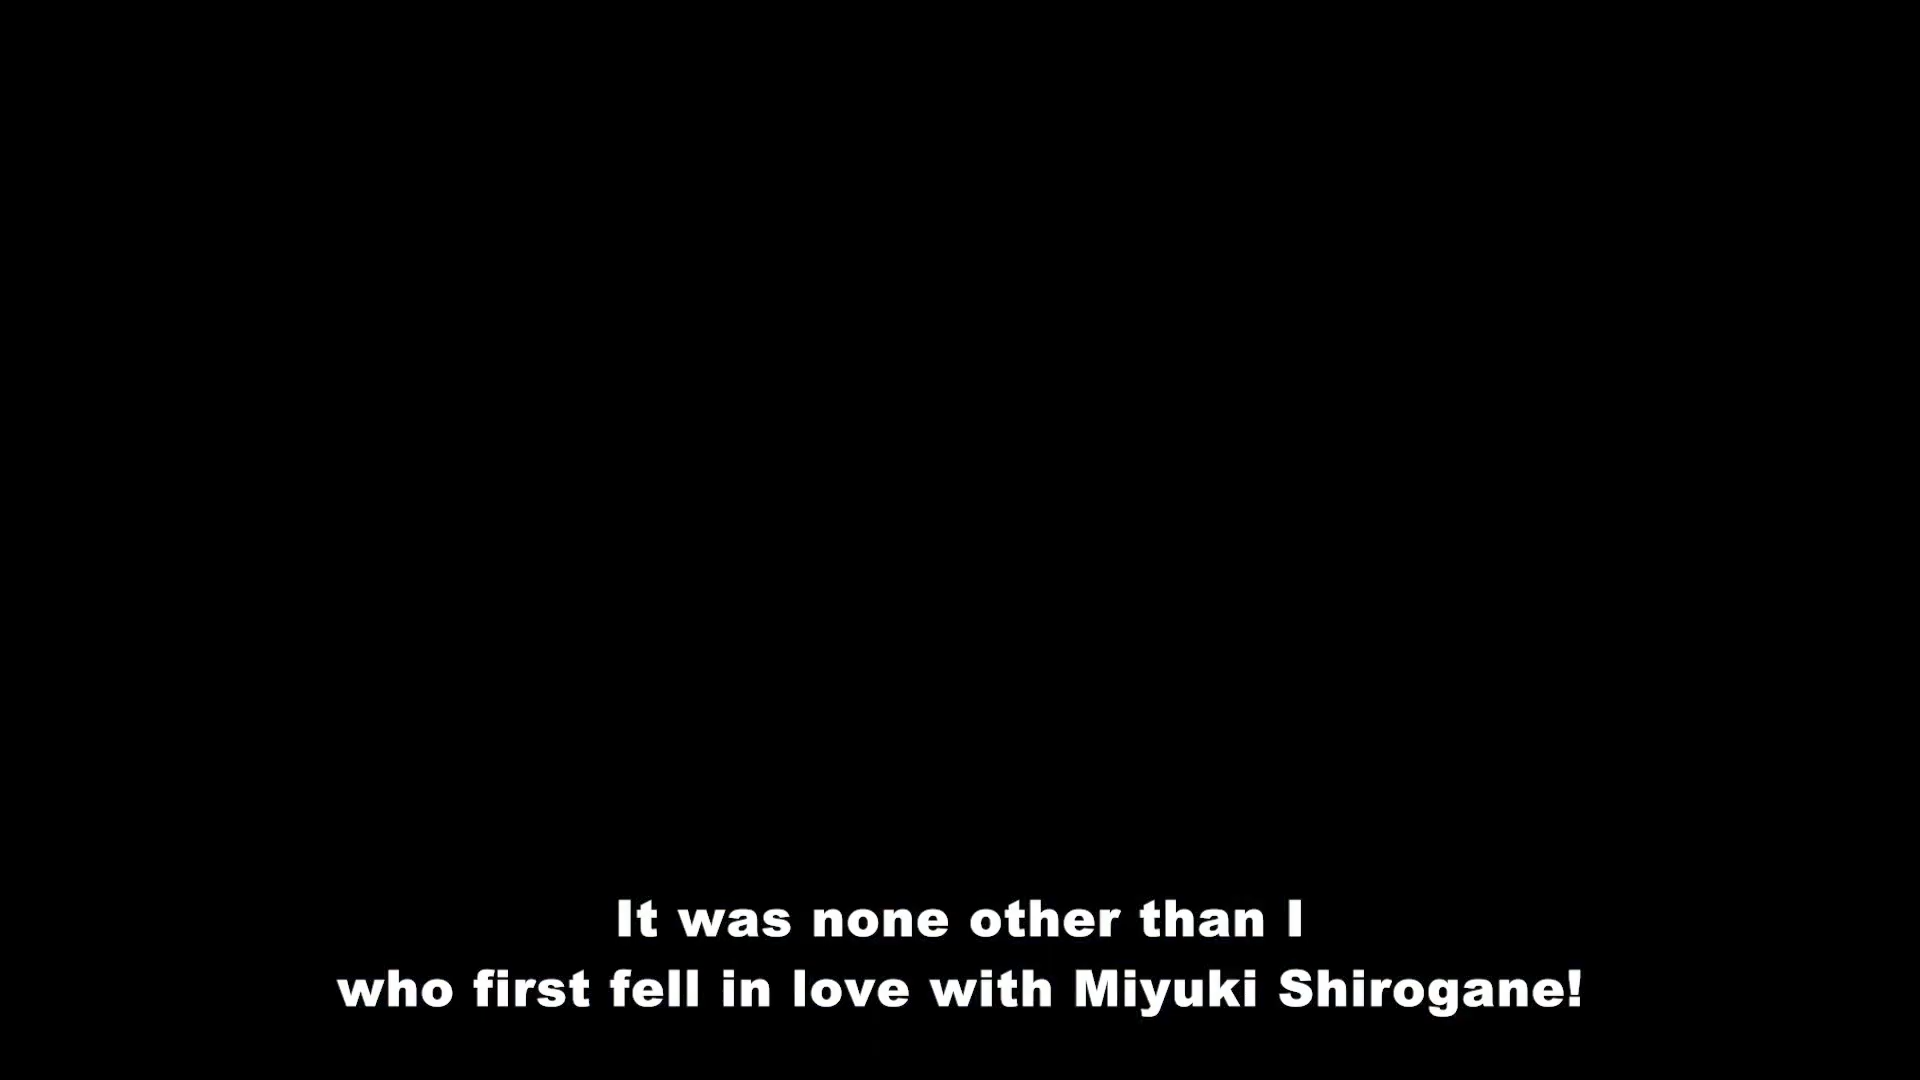 It was none other than I
who first fell in love with Miyuki Shirogane!